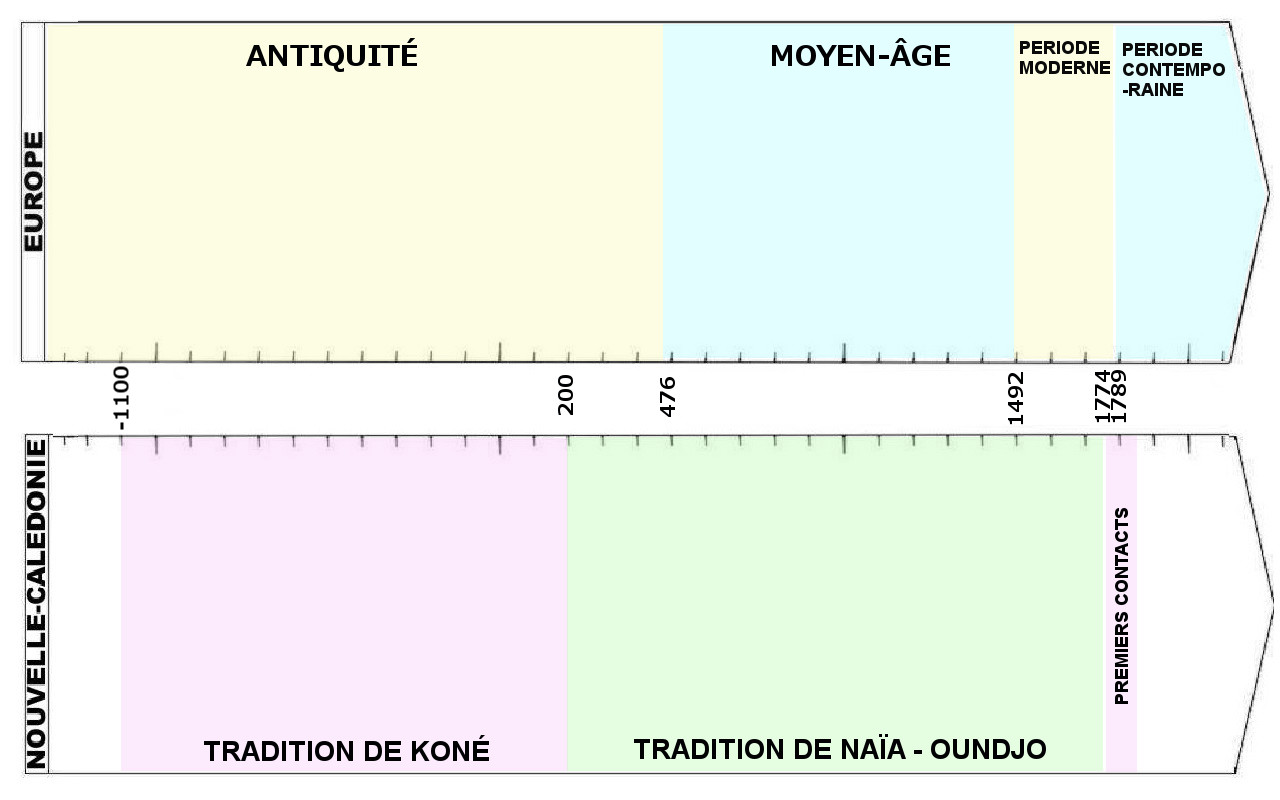 EUROPE
ANTIQUITÉ
MOYEN-ÂGE
PERIODE
MODERNE
PERIODE
CONTEMPO
-RAINE
-1100
200
476
1492
1774
1789
NOUVELLE-CALEDONIE
TRADITION DE KONÉ
TRADITION DE NAÏA - OUNDJO
PREMIERS CONTACTS